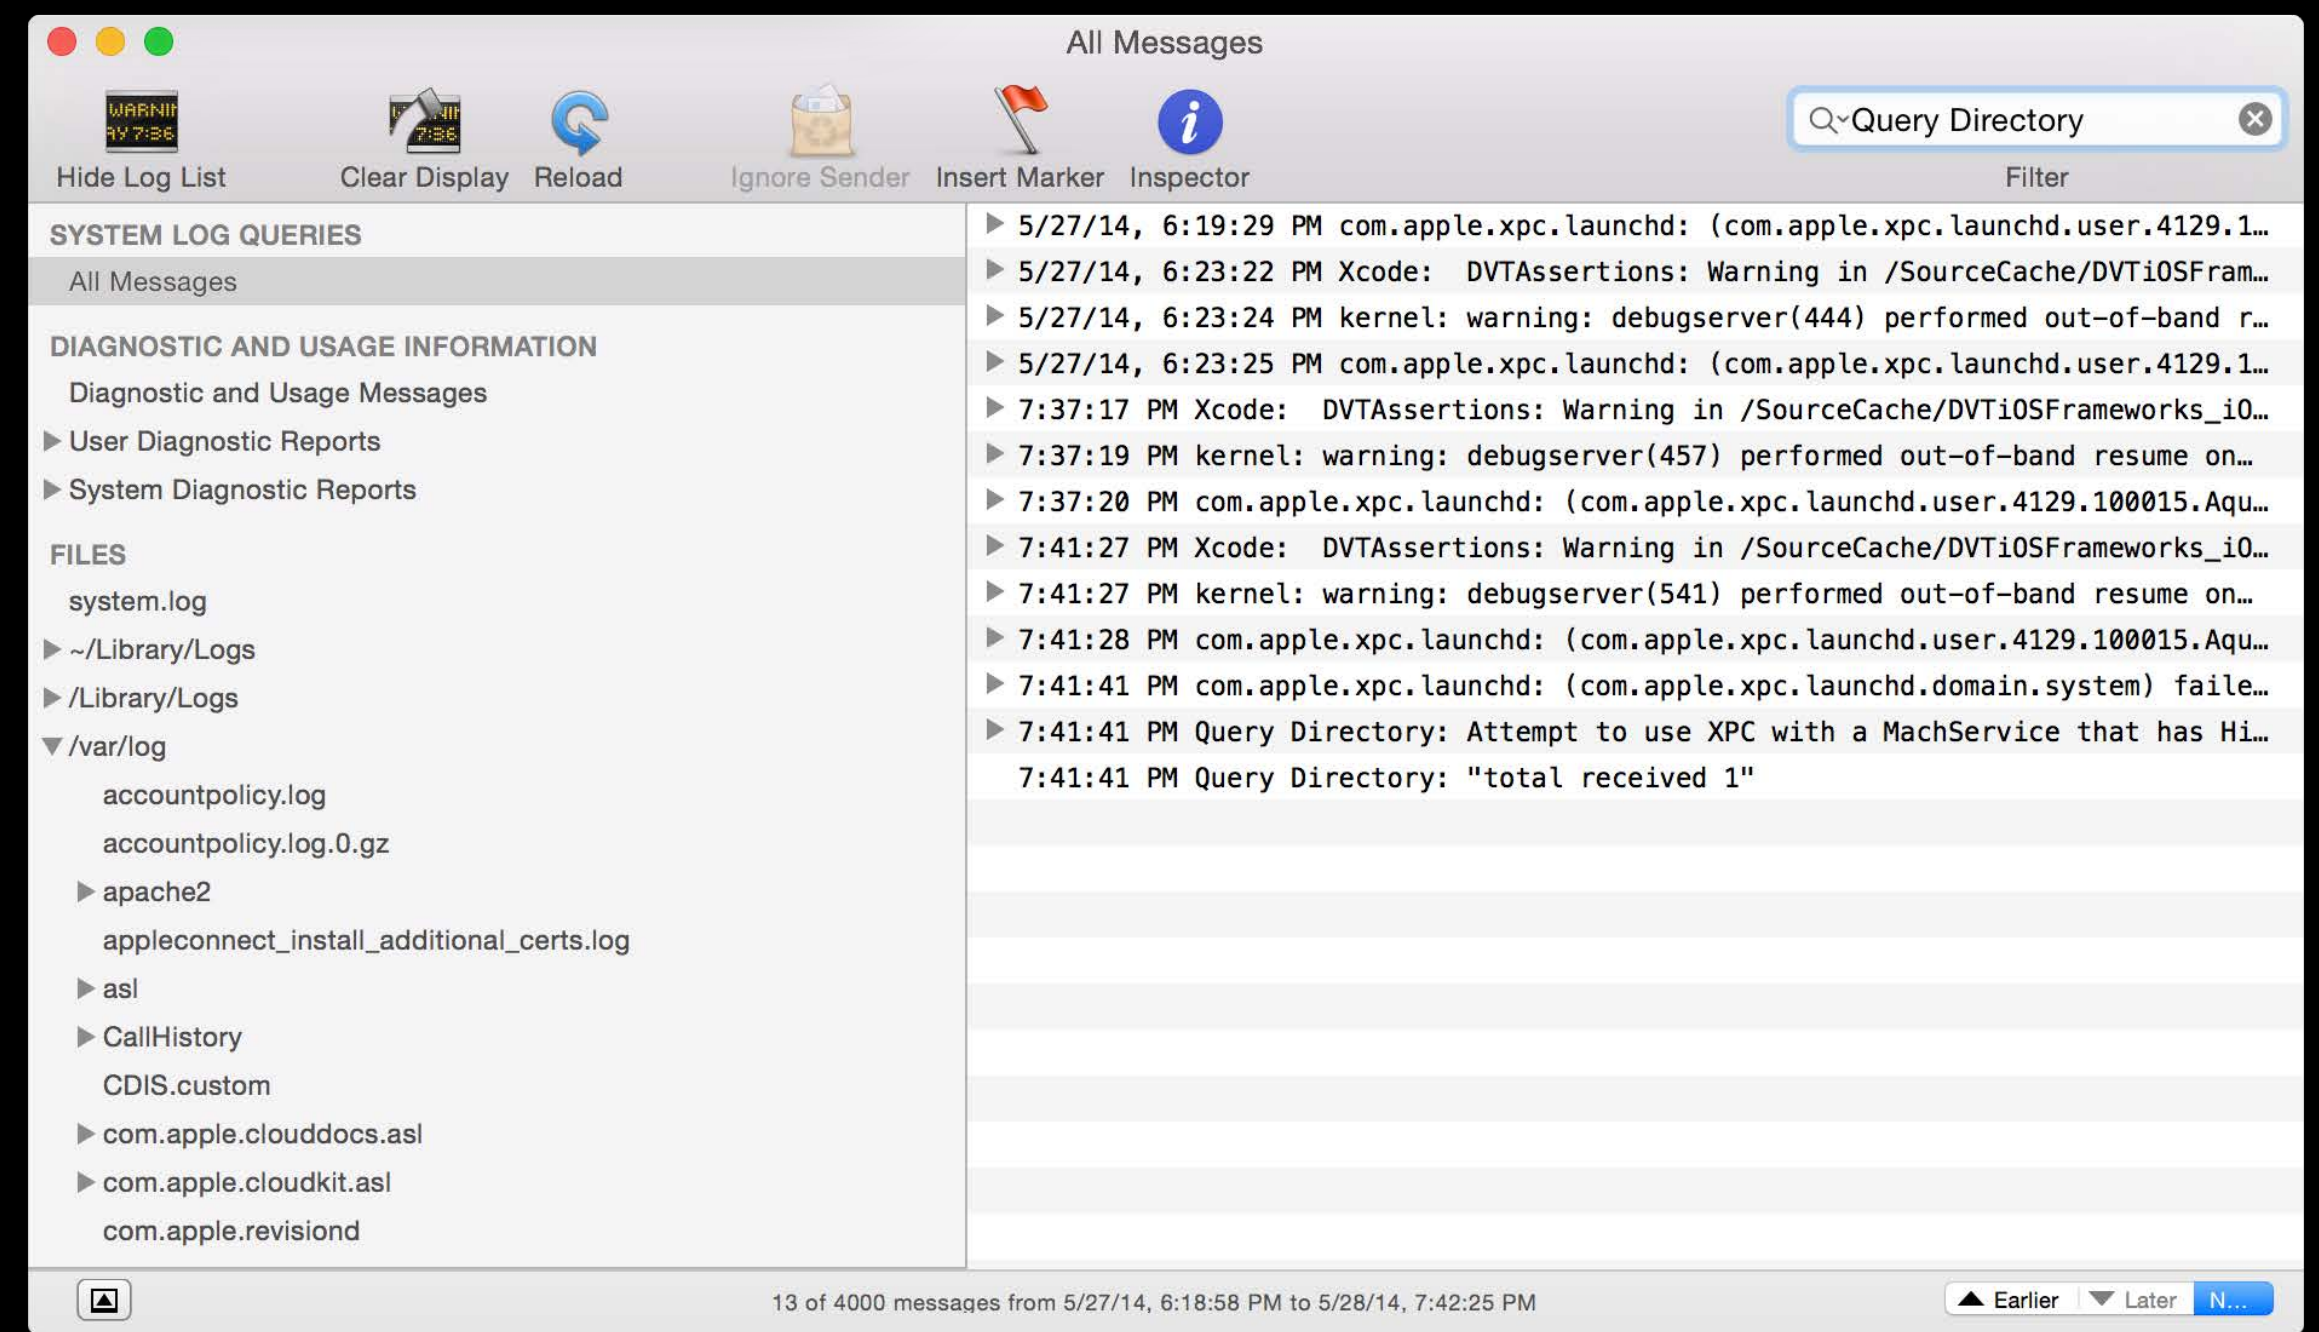 All Messages
WARNIN
AY 7:36
7:36
Hide Log List
Clear Display
Reload
Ignore Sender
Insert Marker
Inspector
Query Directory
Filter
SYSTEM LOG QUERIES
All Messages
DIAGNOSTIC AND USAGE INFORMATION
Diagnostic and Usage Messages
User Diagnostic Reports
System Diagnostic Reports
FILES
system.log
~/Library/Logs
/Library/Logs
/var/log
accountpolicy.log
accountpolicy.log.0.gz
apache2
appleconnect_install_additional_certs.log
asl
CallHistory
CDIS.custom
com.apple.clouddocs.asl
com.apple.cloudkit.asl
com.apple.revisiond
5/27/14, 6:19:29 PM com.apple.xpc.launchd: (com.apple.xpc.launchd.user.4129.1…
5/27/14, 6:23:22 PM Xcode:  DVTAssertions: Warning in /SourceCache/DVTiOSFram…
5/27/14, 6:23:24 PM kernel: warning: debugserver(444) performed out-of-band r…
5/27/14, 6:23:25 PM com.apple.xpc.launchd: (com.apple.xpc.launchd.user.4129.1…
7:37:17 PM Xcode:  DVTAssertions: Warning in /SourceCache/DVTiOSFrameworks_iO…
7:37:19 PM kernel: warning: debugserver(457) performed out-of-band resume on…
7:37:20 PM com.apple.xpc.launchd: (com.apple.xpc.launchd.user.4129.100015.Aqu…
7:41:27 PM Xcode:  DVTAssertions: Warning in /SourceCache/DVTiOSFrameworks_iO…
7:41:27 PM kernel: warning: debugserver(541) performed out-of-band resume on…
7:41:28 PM com.apple.xpc.launchd: (com.apple.xpc.launchd.user.4129.100015.Aqu…
7:41:41 PM com.apple.xpc.launchd: (com.apple.xpc.launchd.domain.system) faile…
7:41:41 PM Query Directory: Attempt to use XPC with a MachService that has Hi…
7:41:41 PM Query Directory: "total received 1"
13 of 4000 messages from 5/27/14, 6:18:58 PM to 5/28/14, 7:42:25 PM
Earlier
Later
N…